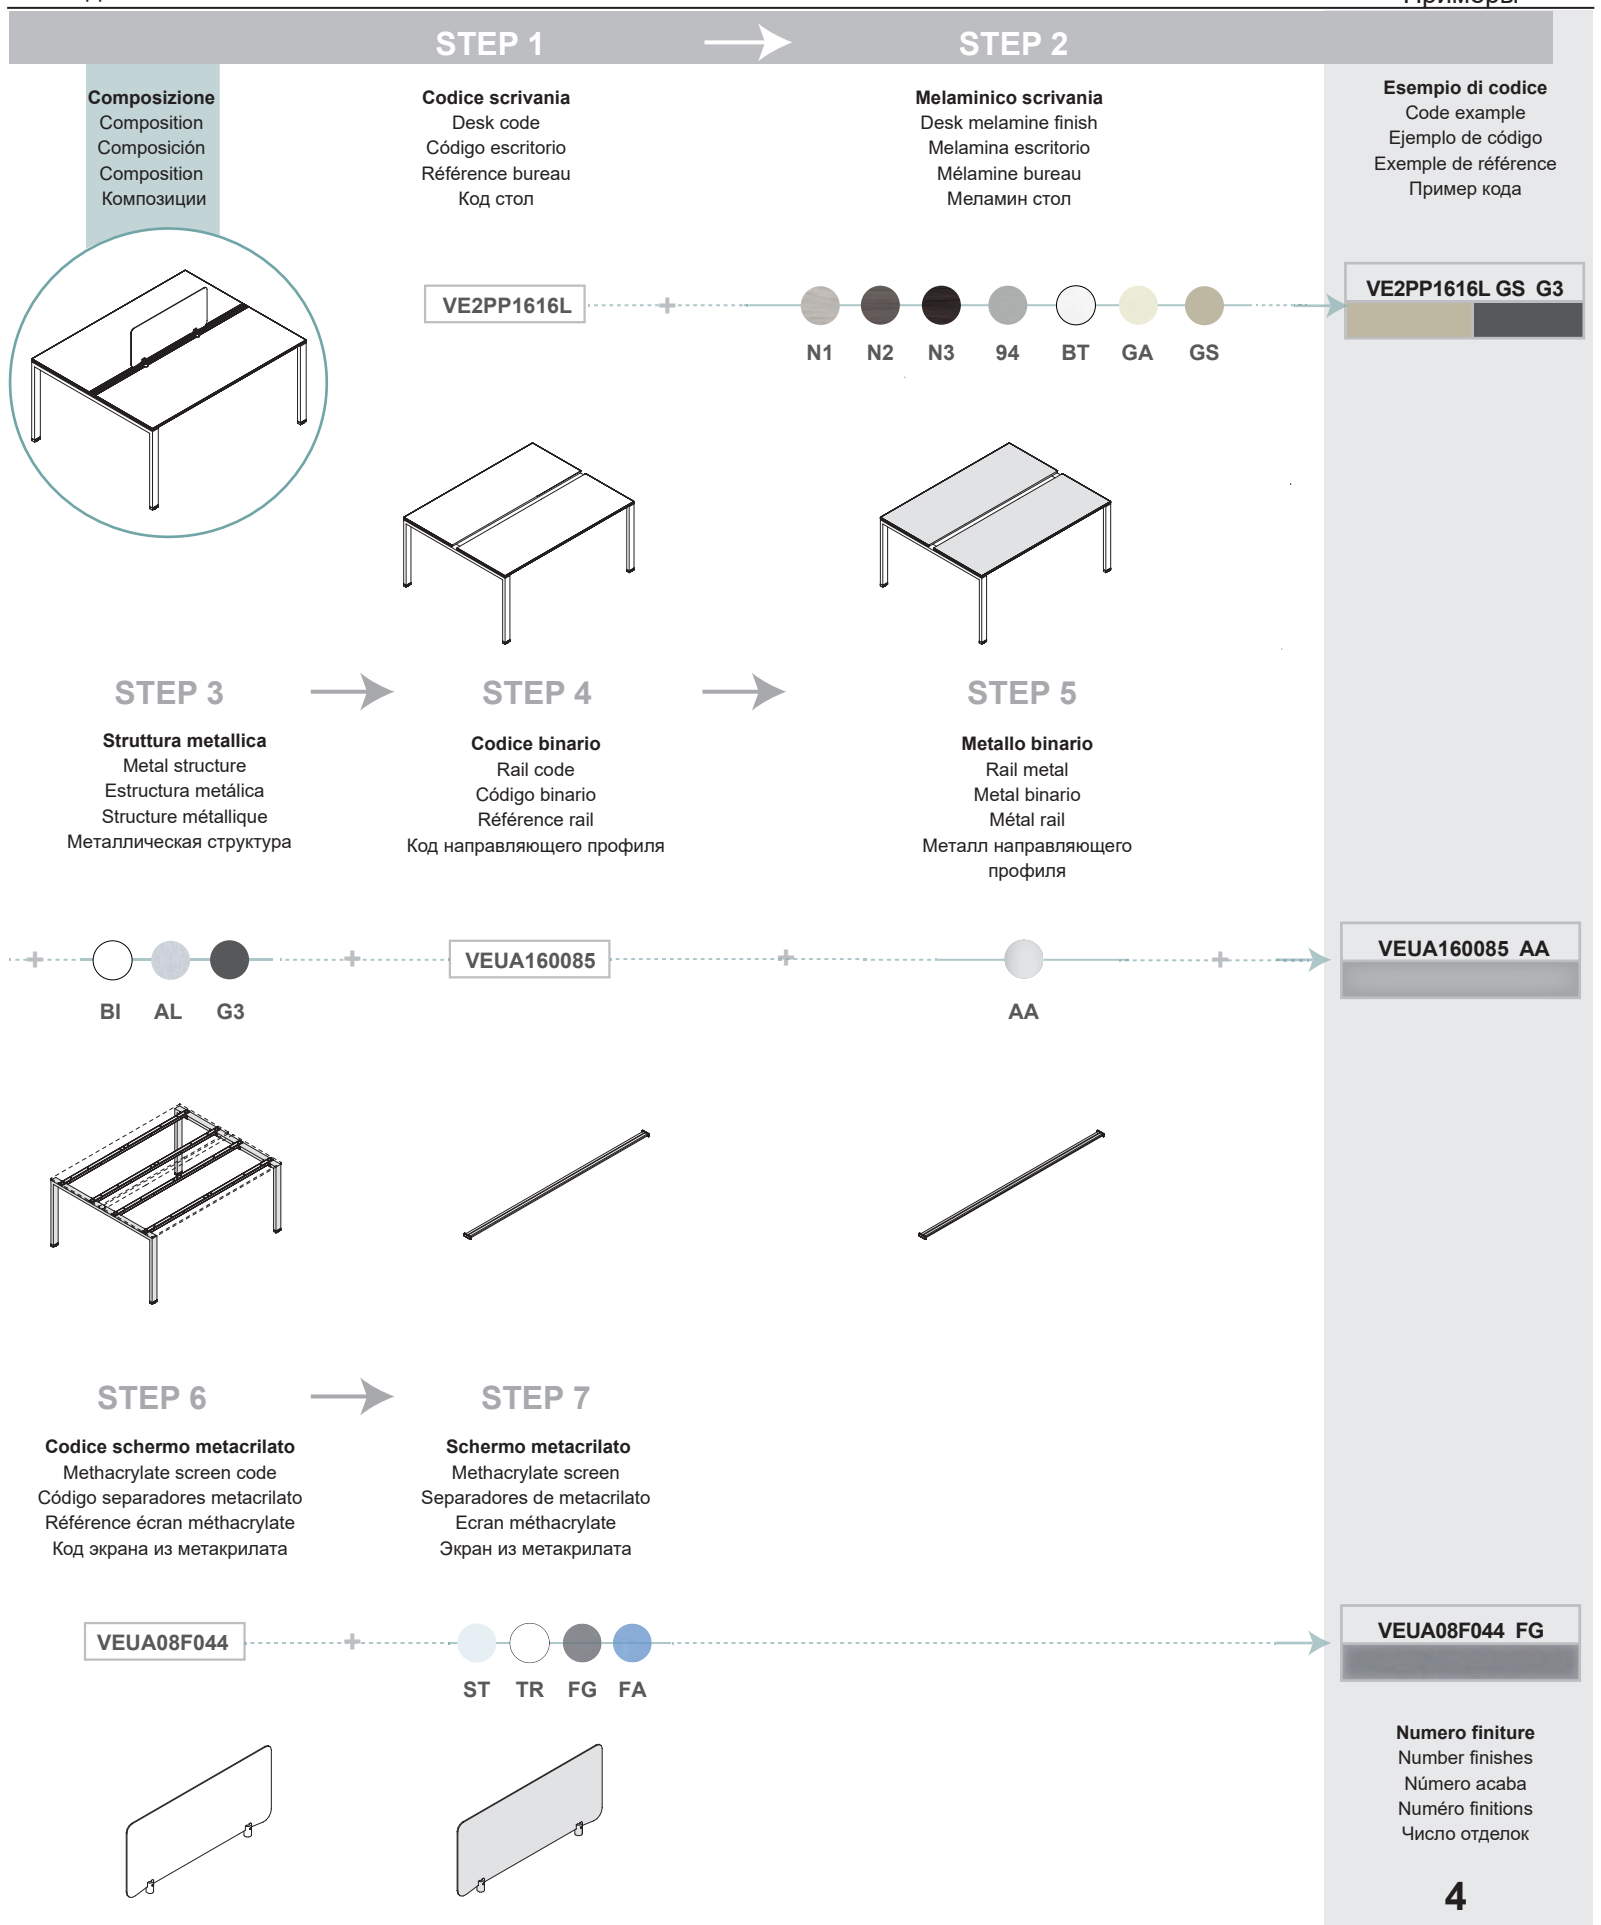 STEP 1
STEP 2
Composizione
Composition
Composición
Composition
Композиции
Codice scrivania
Desk code
Código escritorio
Référence bureau
Код стол
Melaminico scrivania
Desk melamine finish
Melamina escritorio
Mélamine bureau
Меламин стол
Esempio di codice
Code example
Ejemplo de código
Exemple de référence
Пример кода
VE2PP1616L
N1 N2 N3 94 BT GA GS
VE2PP1616L GS G3
STEP 3
STEP 4
STEP 5
Struttura metallica
Metal structure
Estructura metálica
Structure métallique
Металлическая структура
Codice binario
Rail code
Código binario
Référence rail
Код направляющего профиля
Metallo binario
Rail metal
Metal binario
Métal rail
Металл направляющего
профиля
BI AL G3
VEUA160085
AA
VEUA160085 AA
STEP 6
STEP 7
Codice schermo metacrilato
Methacrylate screen code
Código separadores metacrilato
Référence écran méthacrylate
Код экрана из метакрилата
Schermo metacrilato
Methacrylate screen
Separadores de metacrilato
Ecran méthacrylate
Экран из метакрилата
VEUA08F044
ST TR FG FA
VEUA08F044 FG
Numero finiture
Number finishes
Número acaba
Numéro finitions
Число отделок
4